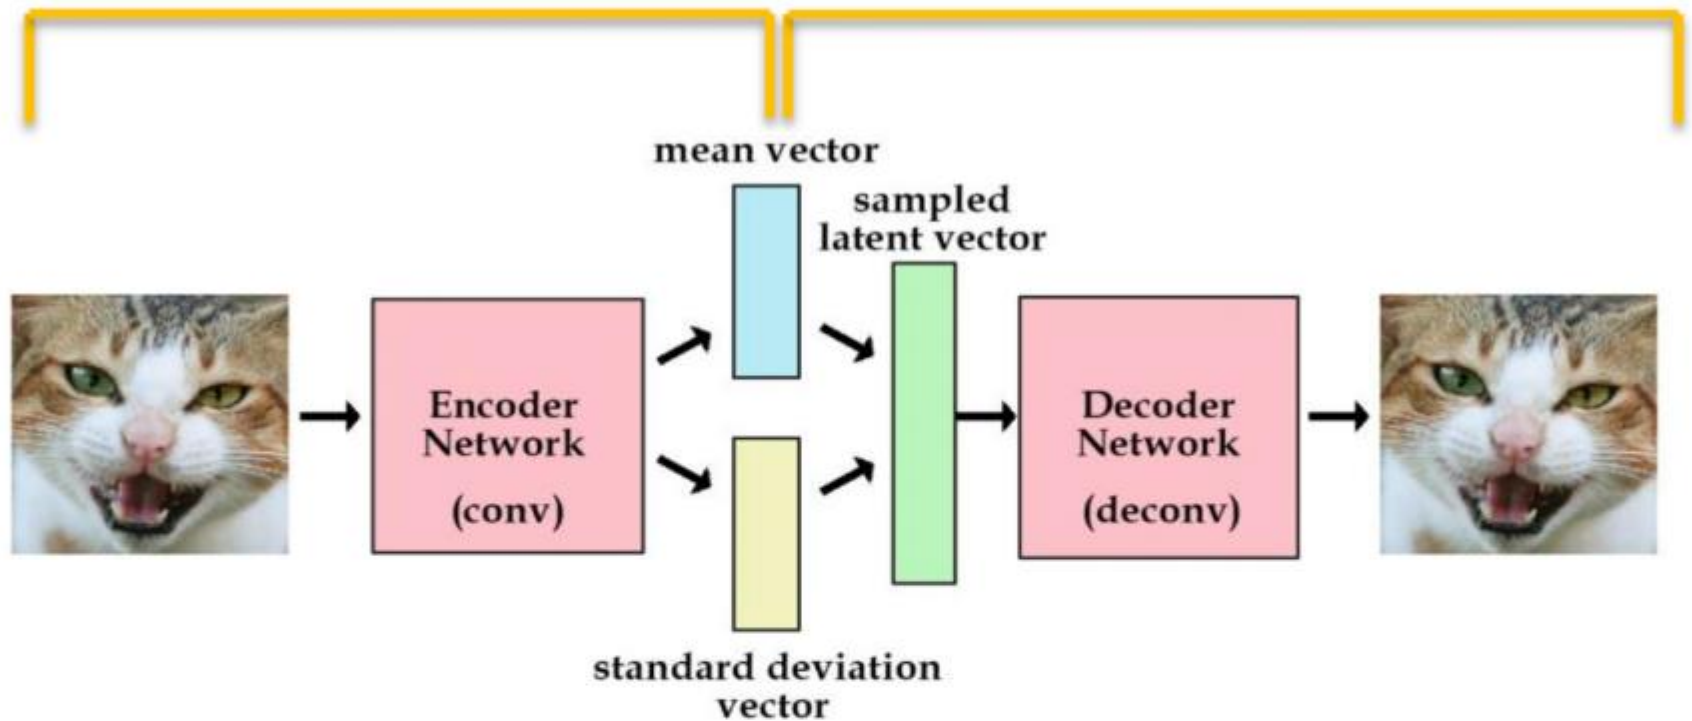 mean vector
sampled
latent vector
Encoder
Network
(conv)
Decoder
Network
(deconv)
standard deviation
vector